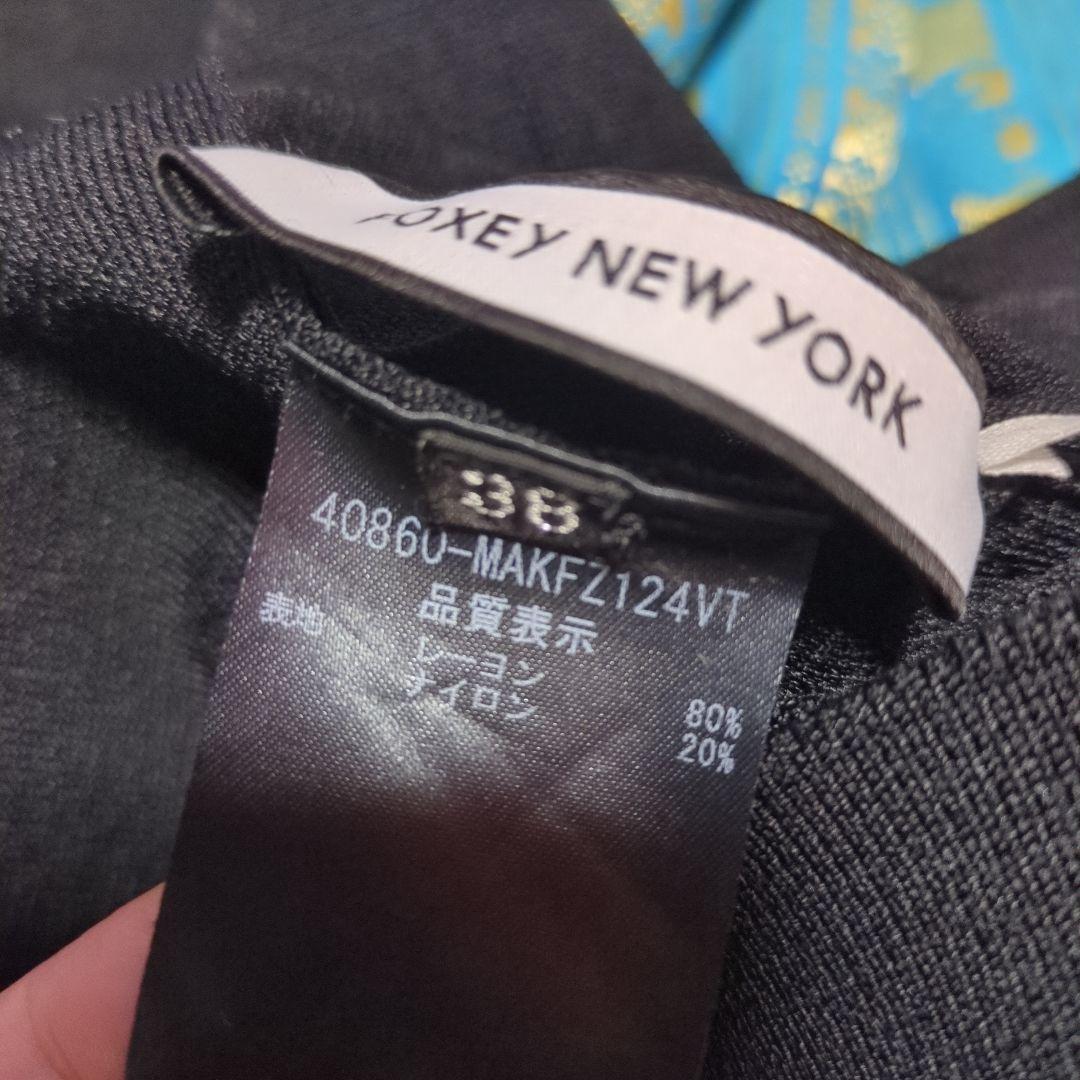 FOXEY NEW YORK
38
40860-MAKFZ124VT
品質表示
表地 レーヨン 80%
ナイロン 20%